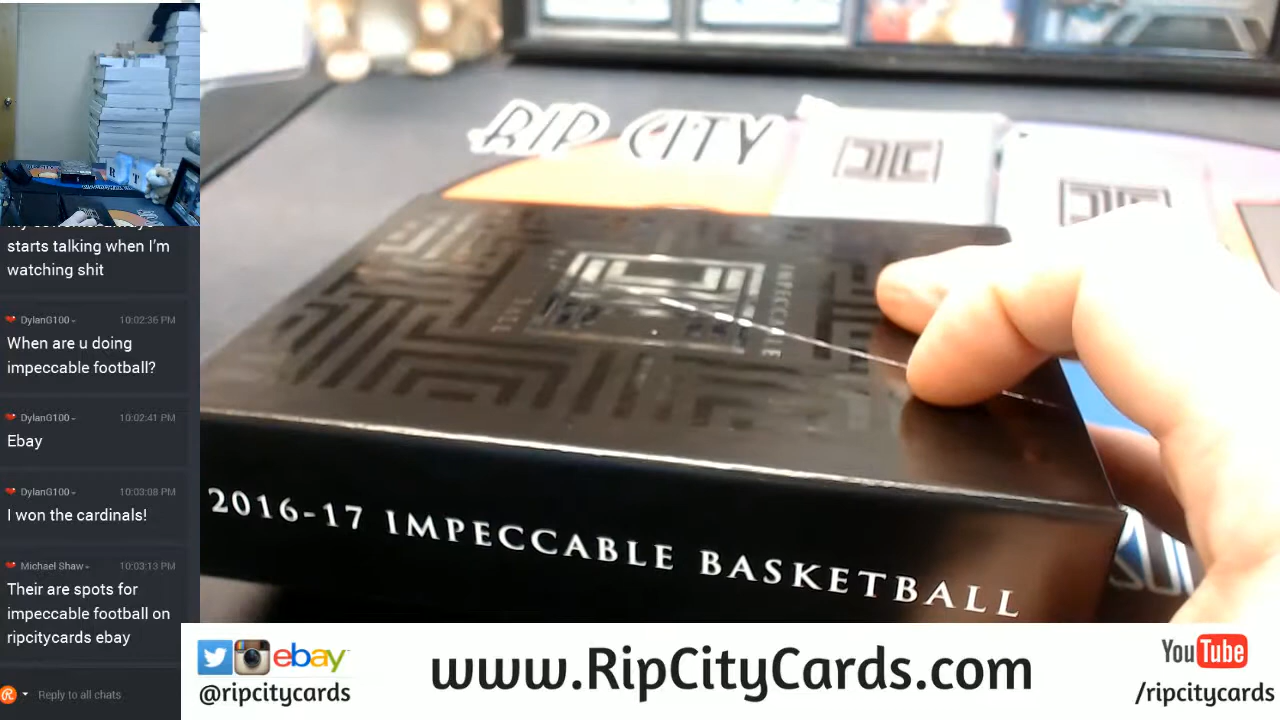 starts talking when I'm
watching shit
DylanG100 10:02:36 PM
When are u doing
impeccable football?
DylanG100 10:02:41 PM
Ebay
DylanG100 10:03:08 PM
I won the cardinals!
Michael Shaw 10:03:13 PM
Their are spots for
impeccable football on
ripcitycards ebay
Reply to all chats
RIP CITY
IMPECCABLE
2016-17 IMPECCABLE BASKETBALL
ebay
@ripcitycards
www.RipCityCards.com
YouTube
/ripcitycards